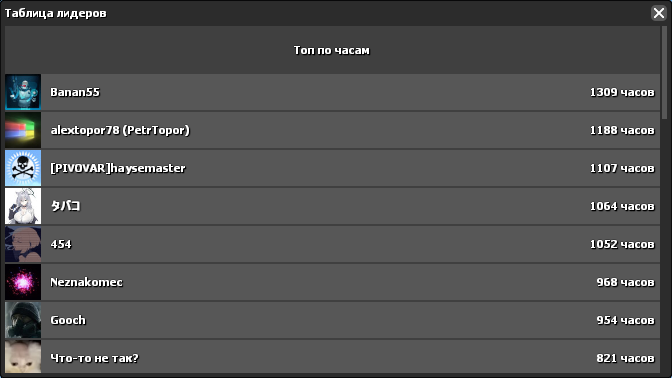 Таблица лидеров
Топ по часам
Banan55 1309 часов
alextopor78 (PetrTopor) 1188 часов
[PIVOVAR]haysemaster 1107 часов
タバコ 1064 часов
454 1052 часов
Neznakomec 968 часов
Gooch 954 часов
Что-то не так? 821 часов